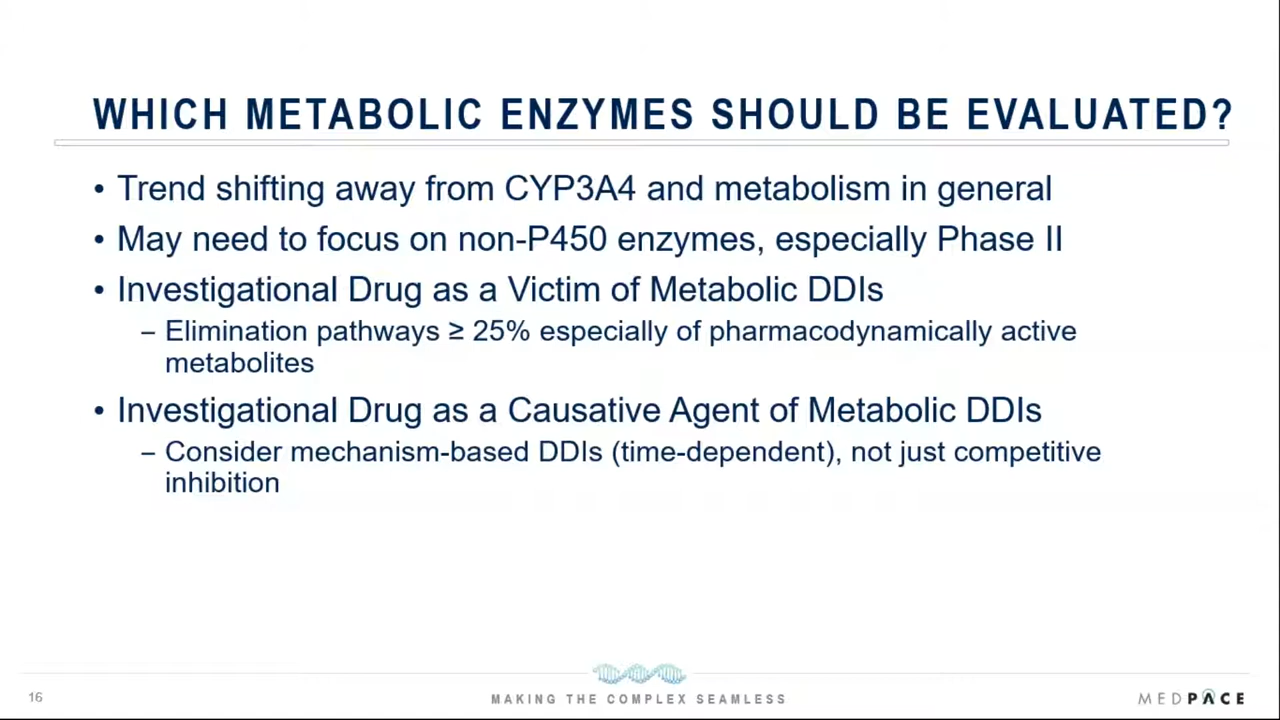 WHICH METABOLIC ENZYMES SHOULD BE EVALUATED?
• Trend shifting away from CYP3A4 and metabolism in general
• May need to focus on non-P450 enzymes, especially Phase II
• Investigational Drug as a Victim of Metabolic DDIs
– Elimination pathways ≥ 25% especially of pharmacodynamically active
metabolites
• Investigational Drug as a Causative Agent of Metabolic DDIs
– Consider mechanism-based DDIs (time-dependent), not just competitive
inhibition
16
MAKING THE COMPLEX SEAMLESS
MEDPACE